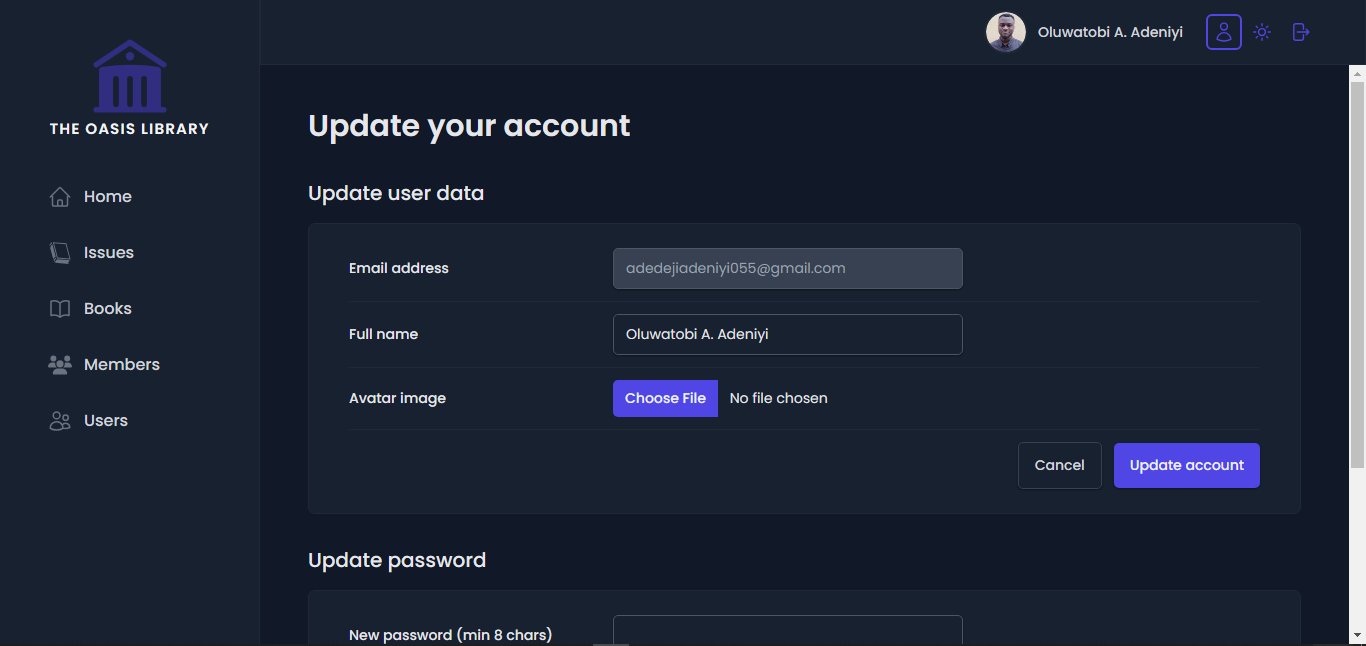 Oluwatobi A. Adeniyi
THE OASIS LIBRARY
Home
Issues
Books
Members
Users
Update your account
Update user data
Email address
adedejiadeniyi055@gmail.com
Full name
Oluwatobi A. Adeniyi
Avatar image
Choose File No file chosen
Cancel
Update account
Update password
New password (min 8 chars)